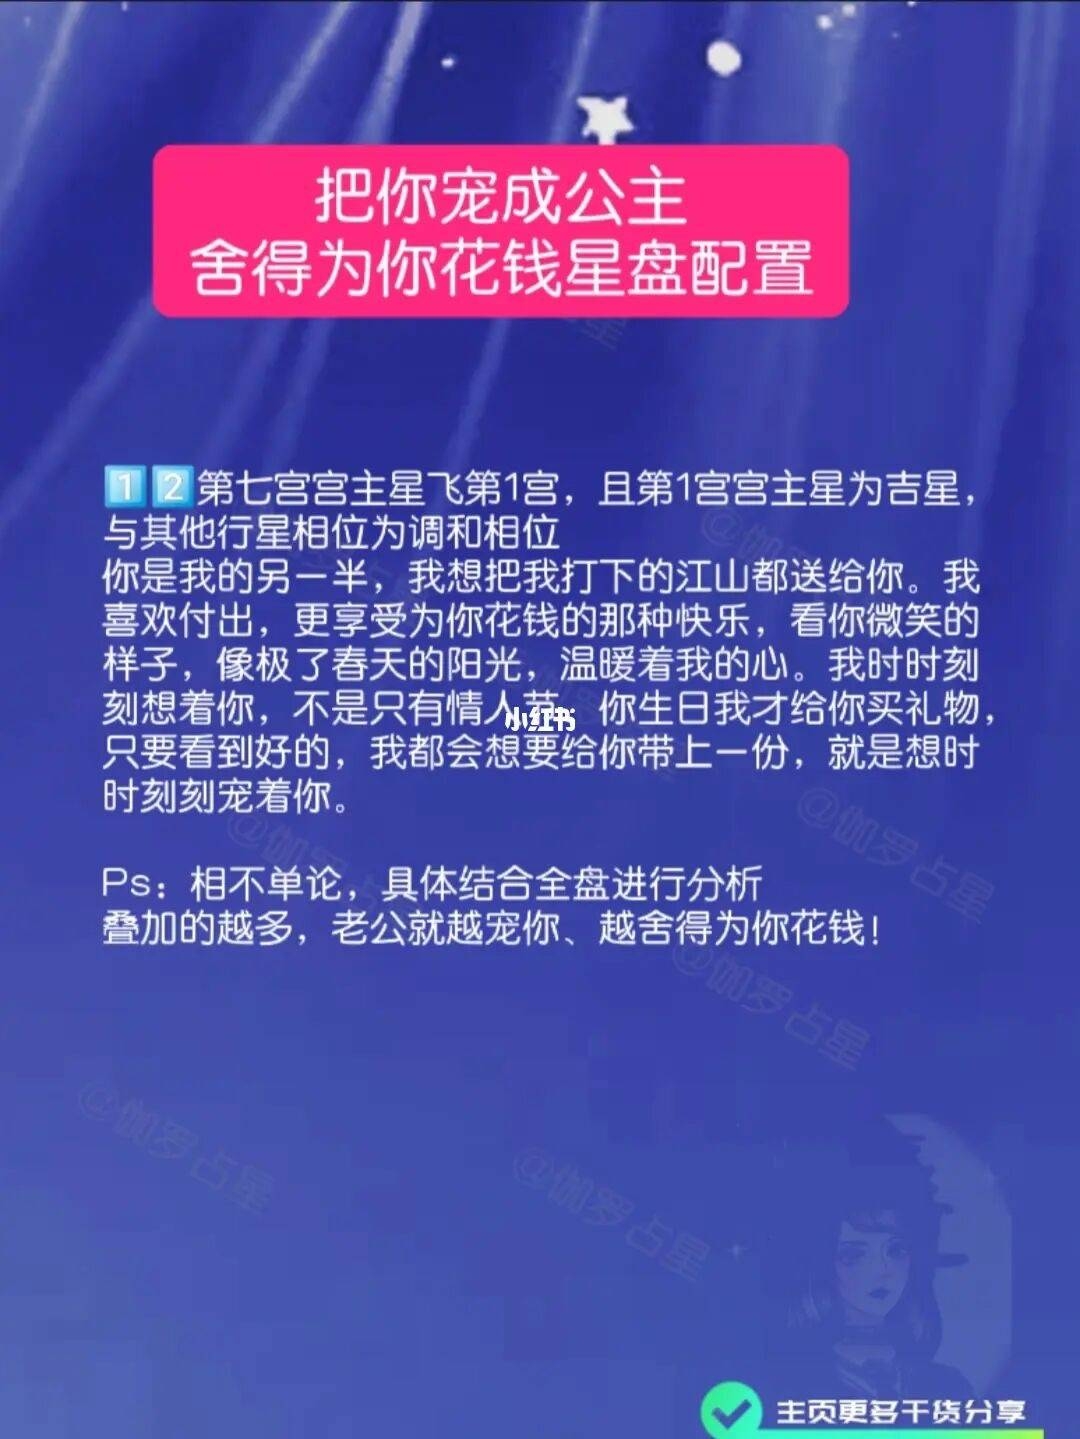 把你宠成公主
舍得为你花钱星盘配置
1️⃣2️⃣第七宫宫主星飞第1宫，且第1宫宫主星为吉星，
与其他行星相位为调和相位
你是我的另一半，我想把我打下的江山都送给你。我
喜欢付出，更享受为你花钱的那种快乐，看你微笑的
样子，像极了春天的阳光，温暖着我的心。我时时刻
刻想着你，不是只有情人节 你生日我才给你买礼物，
小红书
只要看到好的，我都会想要给你带上一份，就是想时
时刻刻宠着你。
Ps：相不单论，具体结合全盘进行分析
叠加的越多，老公就越宠你、越舍得为你花钱！
@伽罗占星
@伽罗占星
@伽罗占星
@伽罗占星
主页更多干货分享